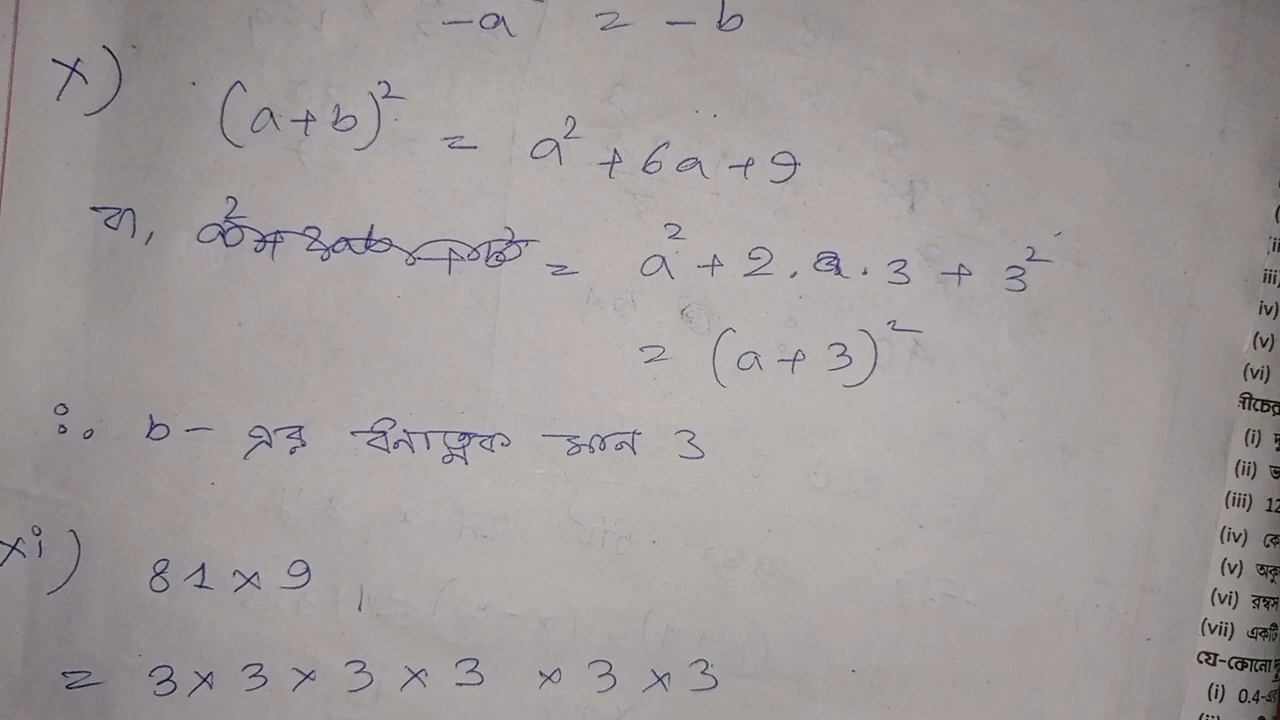 -a = -b
x) (a+b)² = a² + 6a + 9
বা, = a² + 2 . a . 3 + 3²
= (a + 3)²
∴ b - এর ধনাত্মক মান 3
xi) 81 × 9
= 3 × 3 × 3 × 3 × 3 × 3
iii)
iv)
(v)
(vi)
নীচের
(i)
(ii)
(iii) 12
(iv)
(v)
(vi)
(vii) একটি
যে-কোনো
(i) 0.4-এ